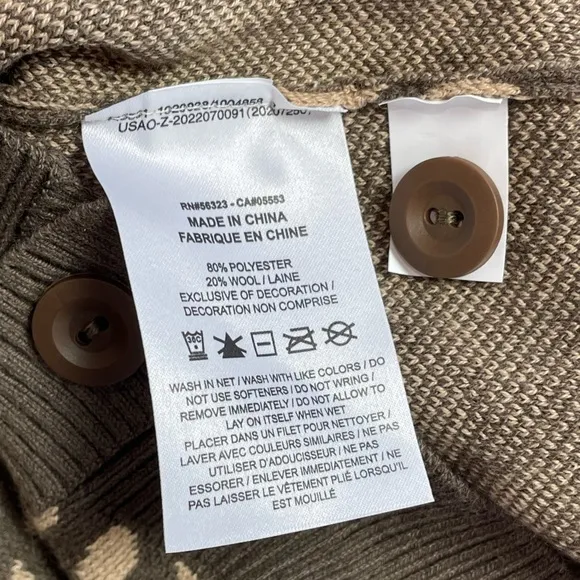 USAO-Z-2022070091(
RN#56323 - CA#05553
MADE IN CHINA
FABRIQUE EN CHINE
80% POLYESTER
20% WOOL / LAINE
EXCLUSIVE OF DECORATION /
DECORATION NON COMPRISE
WASH IN NET / WASH WITH LIKE COLORS / DO
NOT USE SOFTENERS / DO NOT WRING /
REMOVE IMMEDIATELY / DO NOT ALLOW TO
LAY ON ITSELF WHEN WET
PLACER DANS UN FILET POUR NETTOYER /
LAVER AVEC COULEURS SIMILAIRES / NE PAS
UTILISER D'ADOUCISSEUR / NE PAS
ESSORER / ENLEVER IMMEDIATEMENT / NE
PAS LAISSER LE VÊTEMENT PLIÉ LORSQU'IL
EST MOUILLÉ